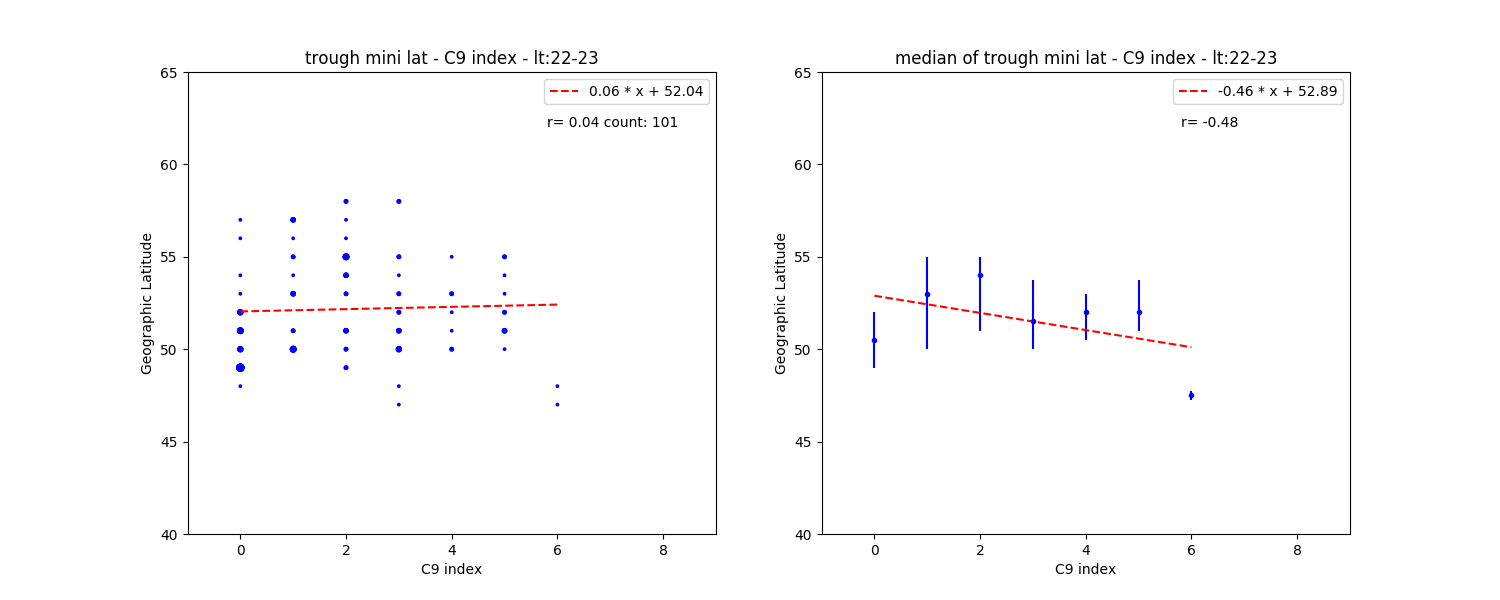 trough mini lat - C9 index - lt:22-23
0.06 * x + 52.04
r= 0.04 count: 101
65
60
55
50
45
40
Geographic Latitude
0
2
4
6
8
C9 index
median of trough mini lat - C9 index - lt:22-23
-0.46 * x + 52.89
r= -0.48
65
60
55
50
45
40
Geographic Latitude
0
2
4
6
8
C9 index